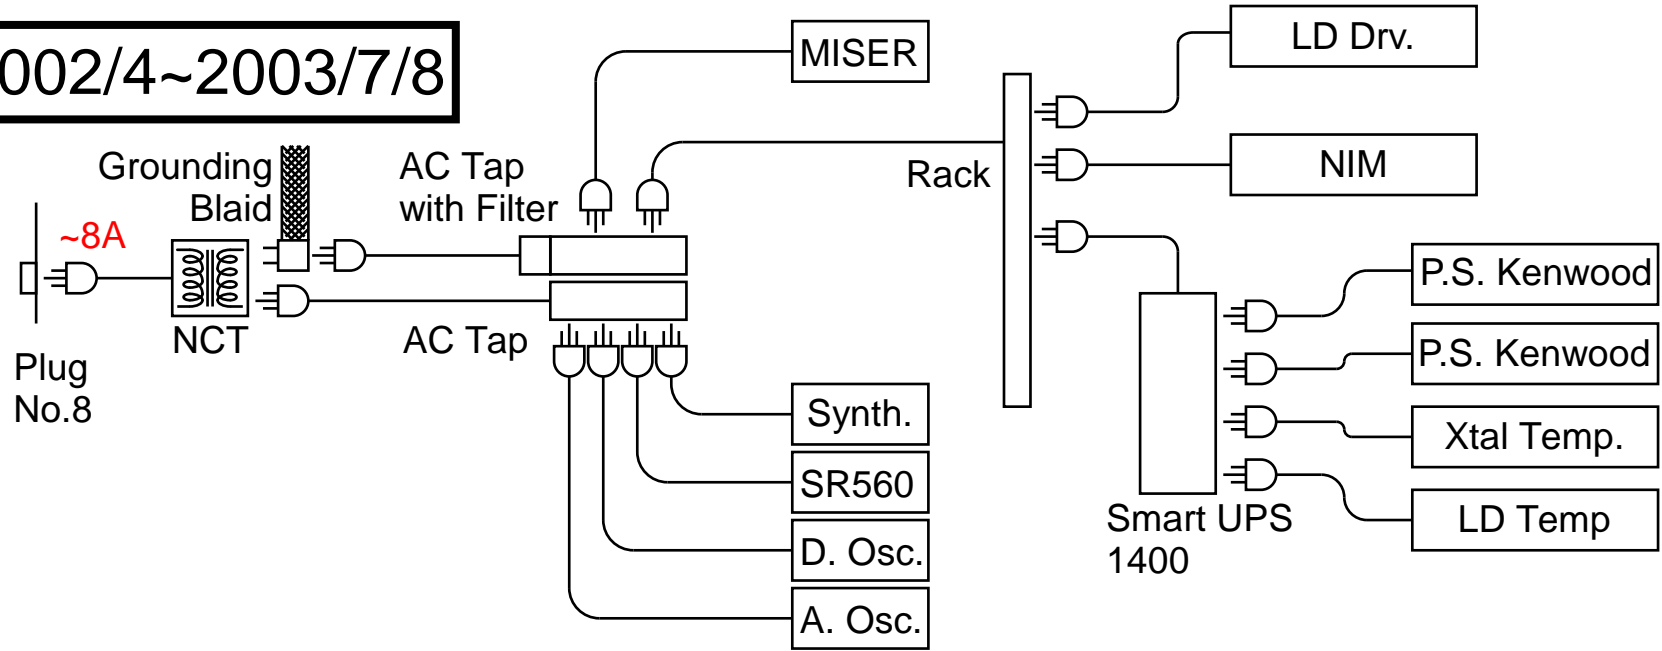 002/4~2003/7/8
MISER
LD Drv.
NIM
Grounding
Blaid
AC Tap
with Filter
Rack
~8A
NCT
AC Tap
Plug
No.8
P.S. Kenwood
P.S. Kenwood
Xtal Temp.
LD Temp
Smart UPS
1400
Synth.
SR560
D. Osc.
A. Osc.